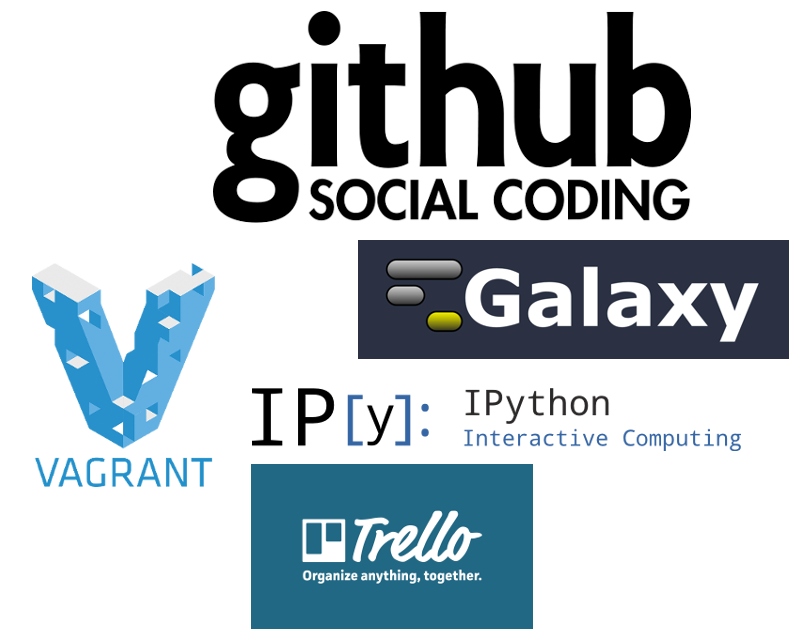 github
SOCIAL CODING
Galaxy
VAGRANT
IP[y]:
IPython
Interactive Computing
Trello
Organize anything, together.